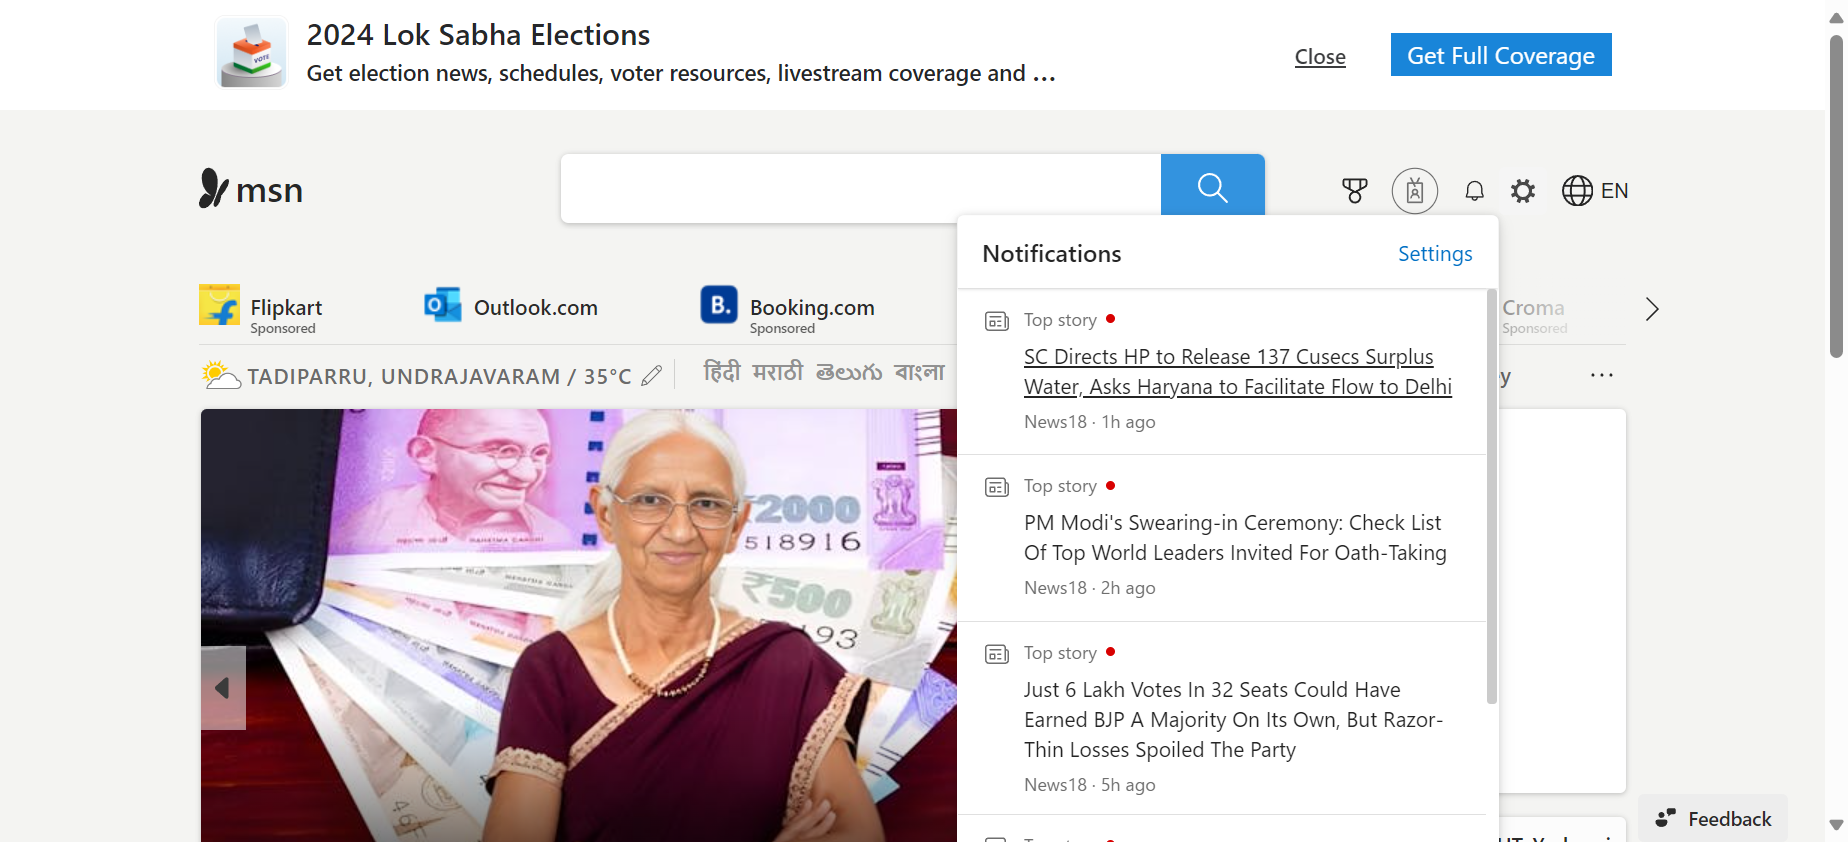 2024 Lok Sabha Elections
Get election news, schedules, voter resources, livestream coverage and ...
Close
Get Full Coverage
VOTE
msn
EN
Flipkart
Sponsored
Outlook.com
B.
Booking.com
Sponsored
Croma
Sponsored
TADIPARRU, UNDRAJAVARAM / 35°C
हिंदी मराठी తెలుగు বাংলা
Notifications
Settings
Top story
SC Directs HP to Release 137 Cusecs Surplus
Water, Asks Haryana to Facilitate Flow to Delhi
News18 · 1h ago
Top story
PM Modi's Swearing-in Ceremony: Check List
Of Top World Leaders Invited For Oath-Taking
News18 · 2h ago
Top story
Just 6 Lakh Votes In 32 Seats Could Have
Earned BJP A Majority On Its Own, But Razor-
Thin Losses Spoiled The Party
News18 · 5h ago
₹2000
518916
₹500
Feedback